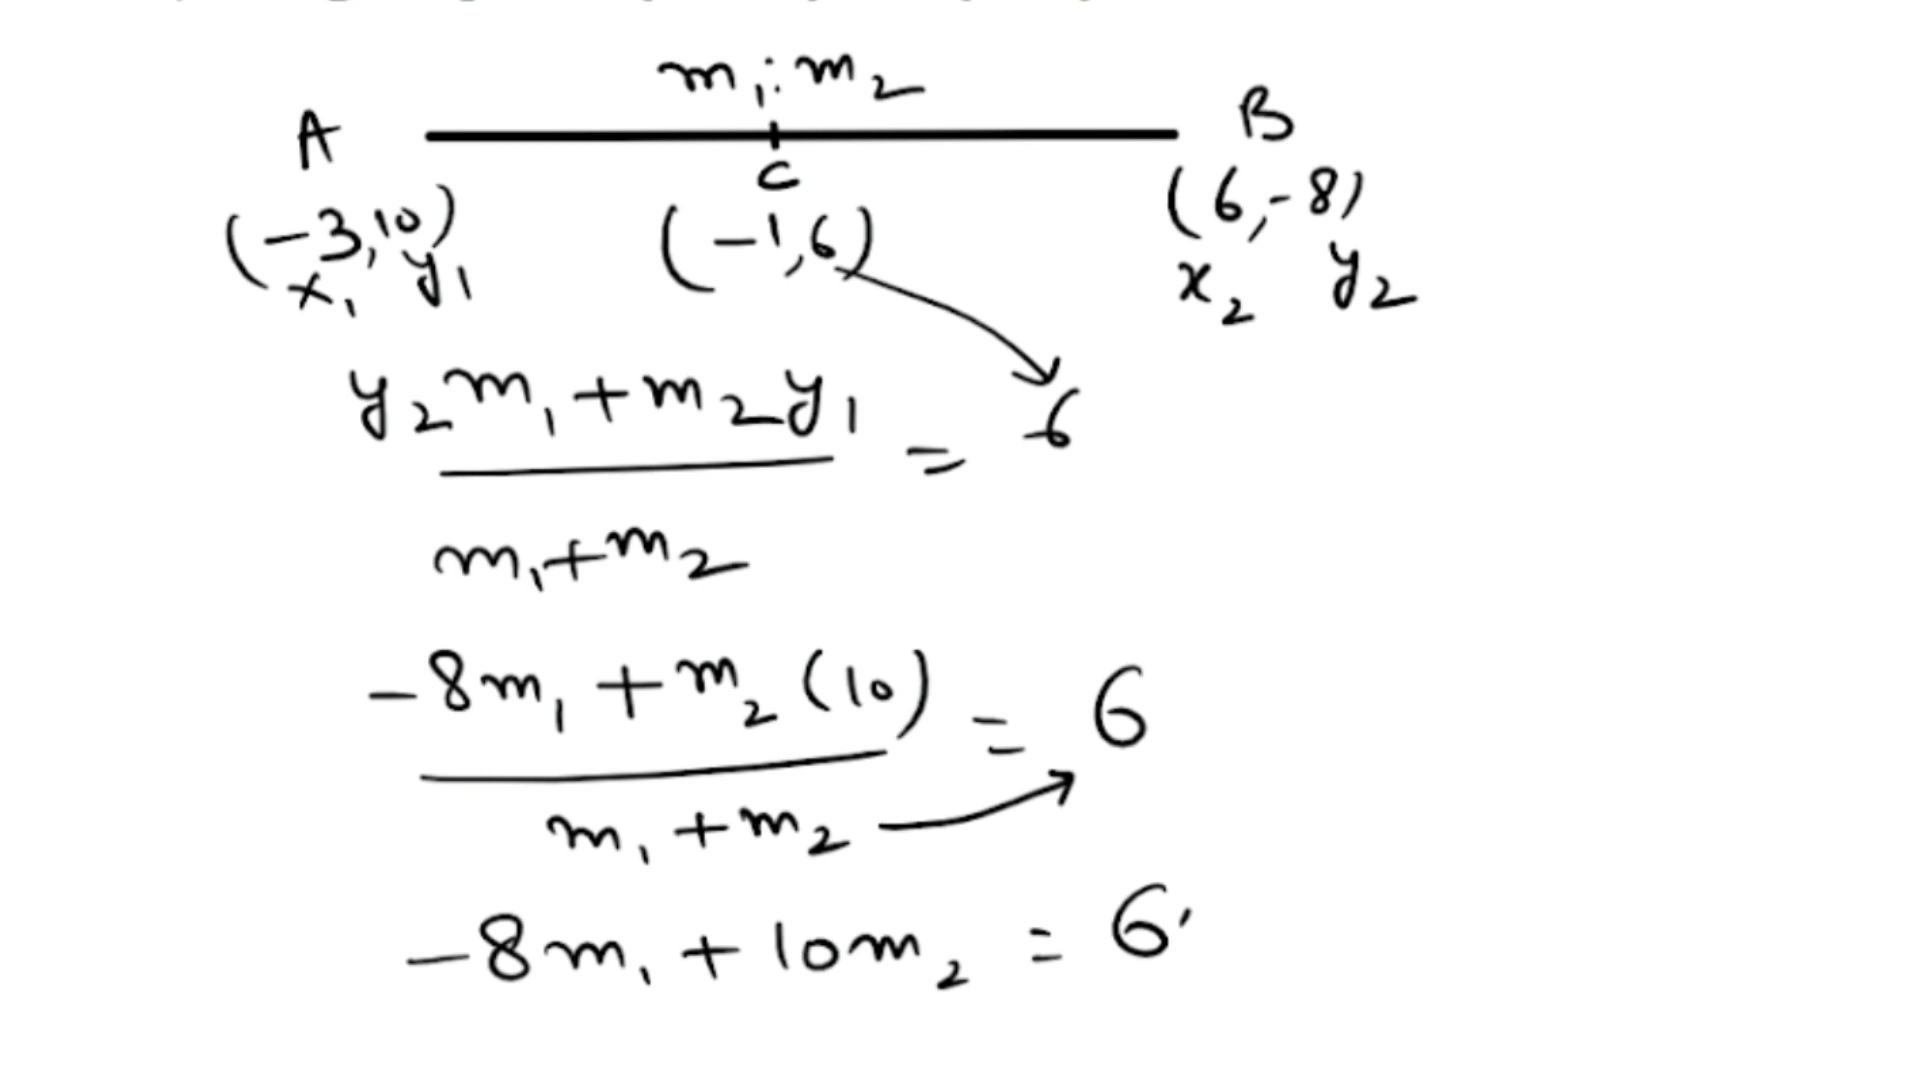 m₁:m₂
A B
C
(-3,10) (-1,6) (6,-8)
x₁ y₁ x₂ y₂
y₂m₁+m₂y₁ = 6
m₁+m₂
-8m₁+m₂(10) = 6
m₁+m₂
-8m₁+10m₂ = 6